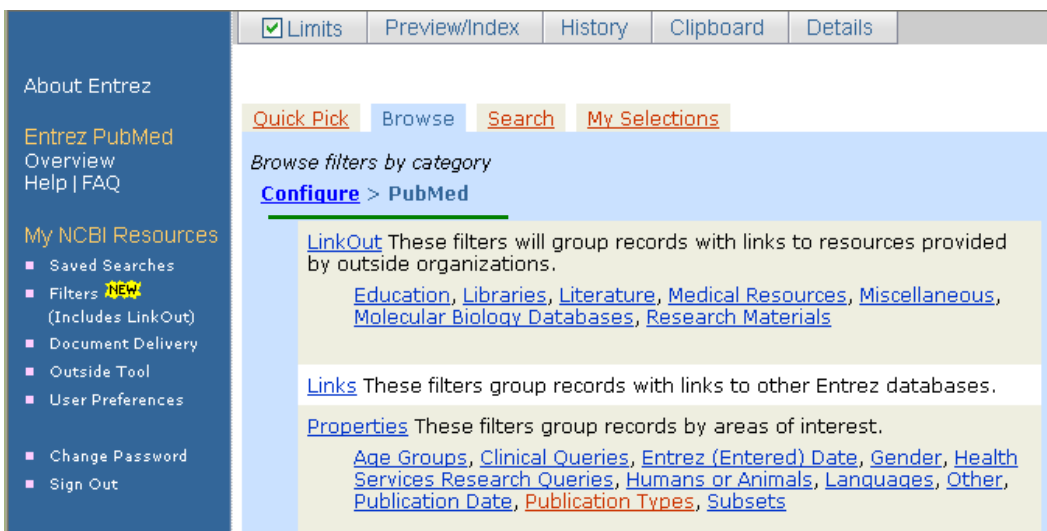 Limits Preview/Index History Clipboard Details
About Entrez
Entrez PubMed
Overview
Help | FAQ
My NCBI Resources
Saved Searches
Filters NEW
(Includes LinkOut)
Document Delivery
Outside Tool
User Preferences
Change Password
Sign Out
Quick Pick Browse Search My Selections
Browse filters by category
Configure > PubMed
LinkOut These filters will group records with links to resources provided
by outside organizations.
Education, Libraries, Literature, Medical Resources, Miscellaneous,
Molecular Biology Databases, Research Materials
Links These filters group records with links to other Entrez databases.
Properties These filters group records by areas of interest.
Age Groups, Clinical Queries, Entrez (Entered) Date, Gender, Health
Services Research Queries, Humans or Animals, Languages, Other,
Publication Date, Publication Types, Subsets